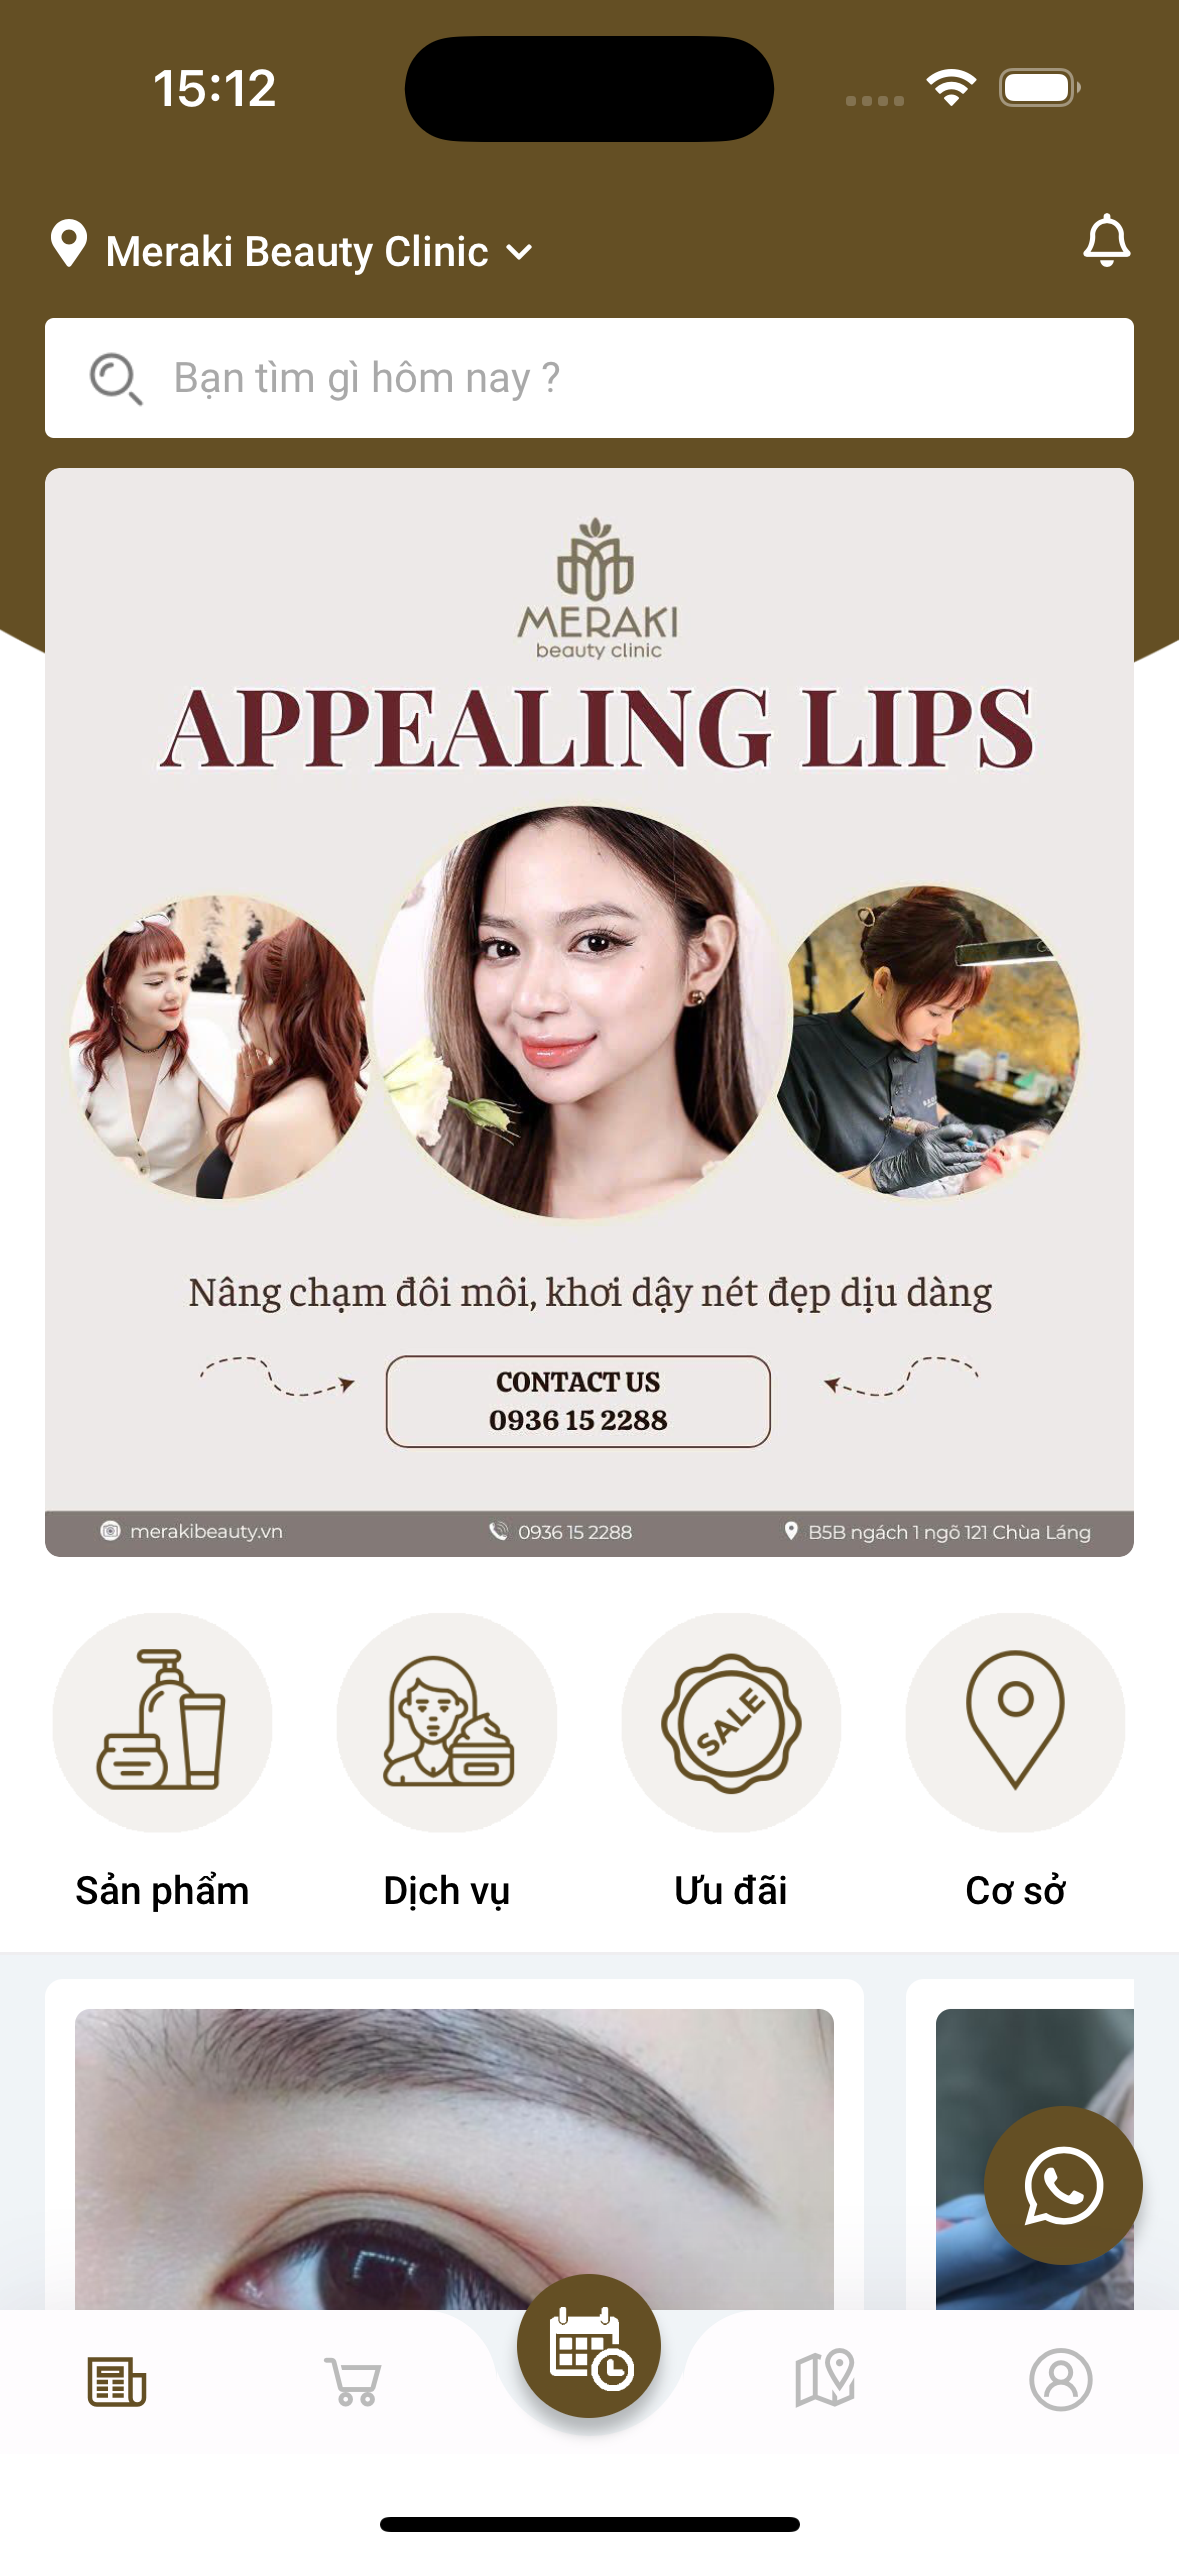 15:12
Meraki Beauty Clinic
Bạn tìm gì hôm nay ?
MERAKI
beauty clinic
APPEALING LIPS
Nâng chạm đôi môi, khơi dậy nét đẹp dịu dàng
CONTACT US
0936 15 2288
merakibeauty.vn 0936 15 2288 B5B ngách 1 ngõ 121 Chùa Láng
SALE
Sản phẩm Dịch vụ Ưu đãi Cơ sở